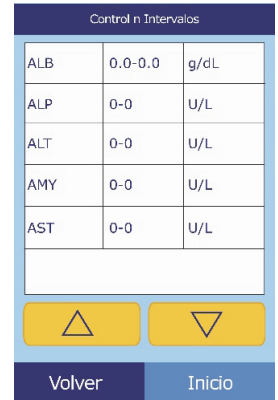 Control n Intervalos
ALB 0.0-0.0 g/dL
ALP 0-0 U/L
ALT 0-0 U/L
AMY 0-0 U/L
AST 0-0 U/L
Volver Inicio